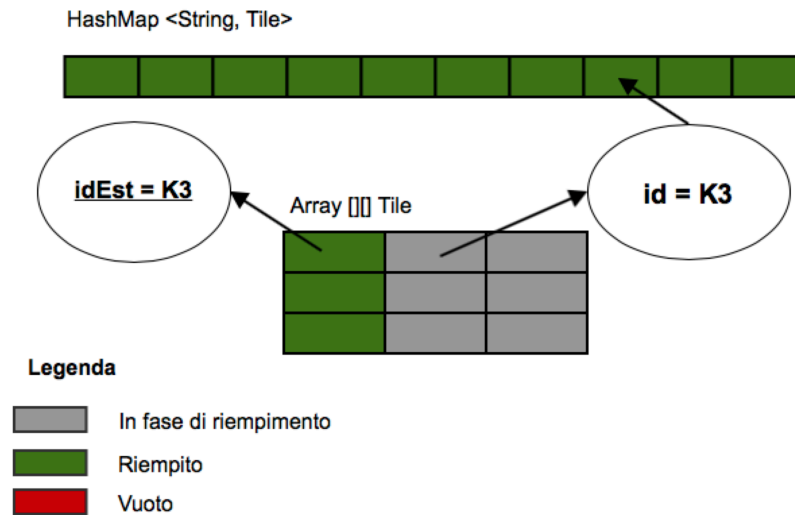 HashMap <String, Tile>
idEst = K3
id = K3
Array [][] Tile
Legenda
In fase di riempimento
Riempito
Vuoto